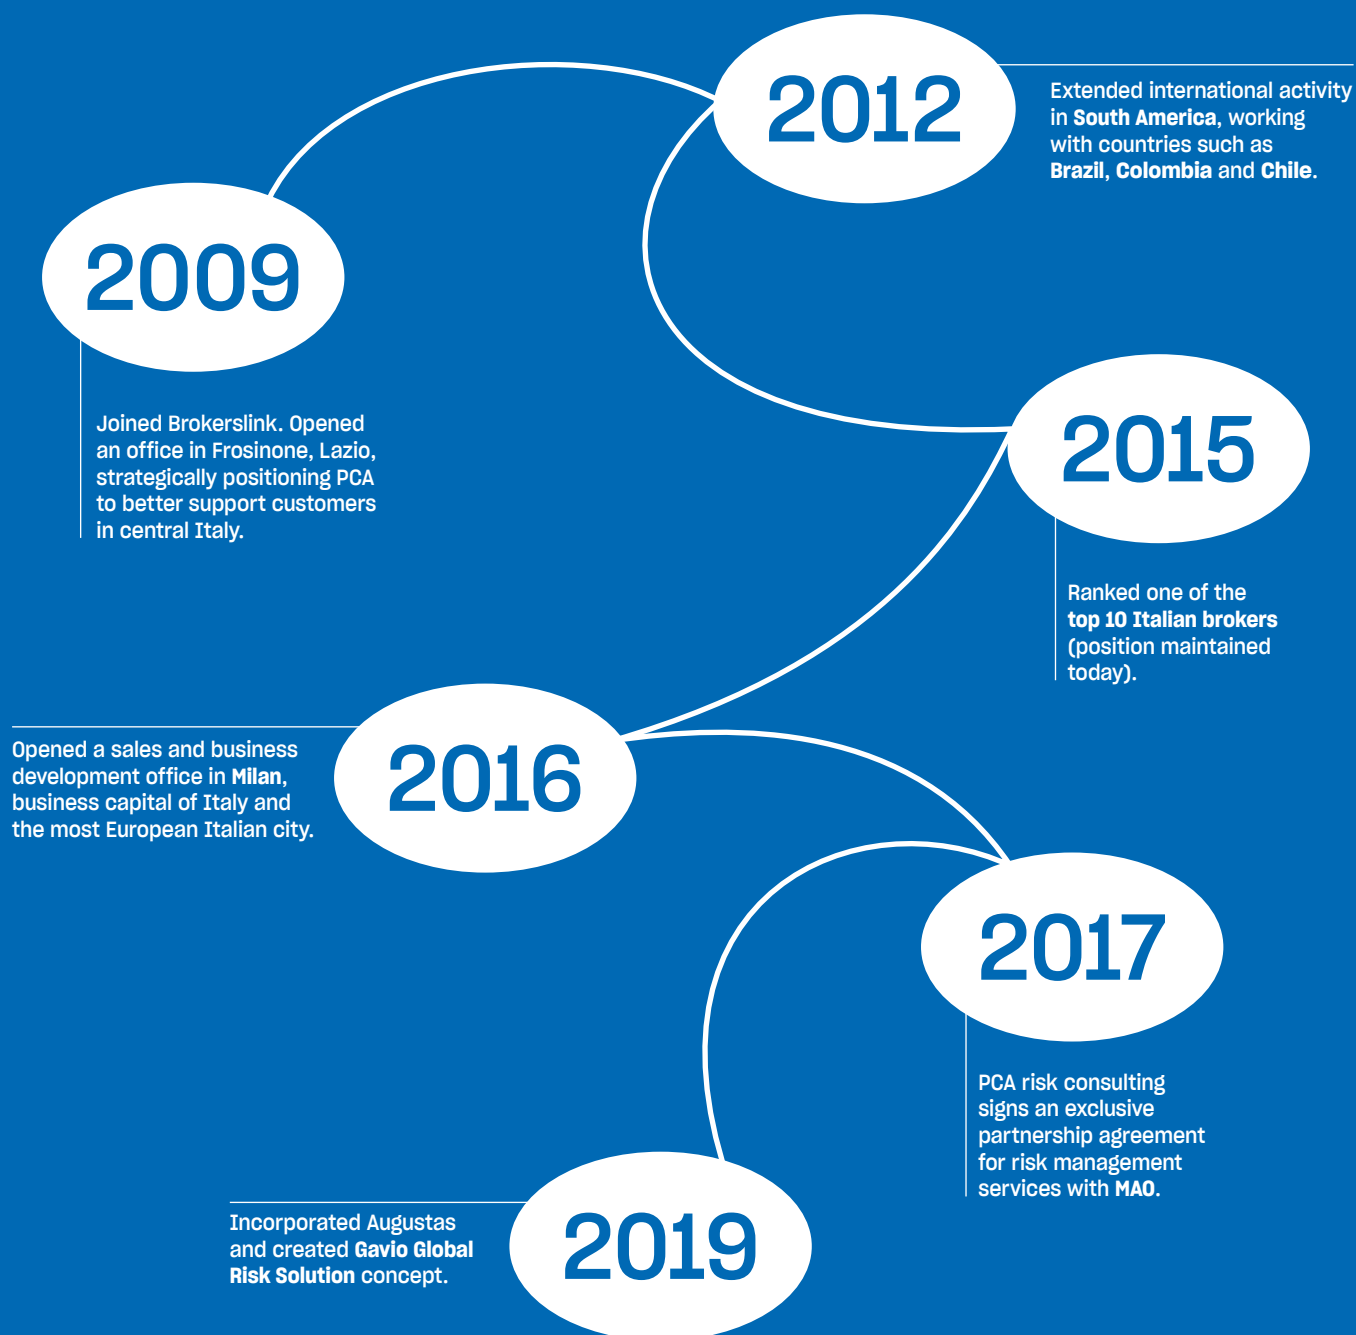 2009
Joined Brokerslink. Opened
an office in Frosinone, Lazio,
strategically positioning PCA
to better support customers
in central Italy.
2012
Extended international activity
in South America, working
with countries such as
Brazil, Colombia and Chile.
2015
Ranked one of the
top 10 Italian brokers
(position maintained
today).
2016
Opened a sales and business
development office in Milan,
business capital of Italy and
the most European Italian city.
2017
PCA risk consulting
signs an exclusive
partnership agreement
for risk management
services with MAO.
2019
Incorporated Augustas
and created Gavio Global
Risk Solution concept.